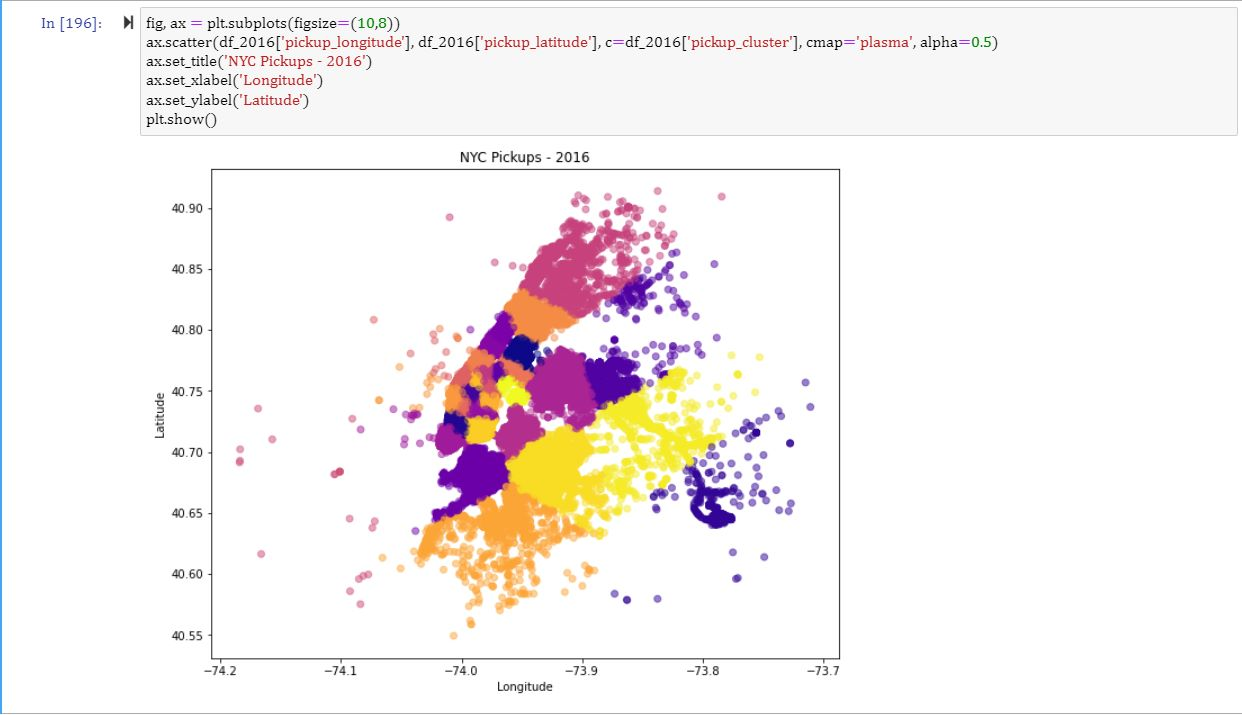 In [196]:
fig, ax = plt.subplots(figsize=(10,8))
ax.scatter(df_2016['pickup_longitude'], df_2016['pickup_latitude'], c=df_2016['pickup_cluster'], cmap='plasma', alpha=0.5)
ax.set_title('NYC Pickups - 2016')
ax.set_xlabel('Longitude')
ax.set_ylabel('Latitude')
plt.show()
NYC Pickups - 2016
40.90
40.85
40.80
40.75
40.70
40.65
40.60
40.55
Latitude
−74.2
−74.1
−74.0
−73.9
−73.8
−73.7
Longitude